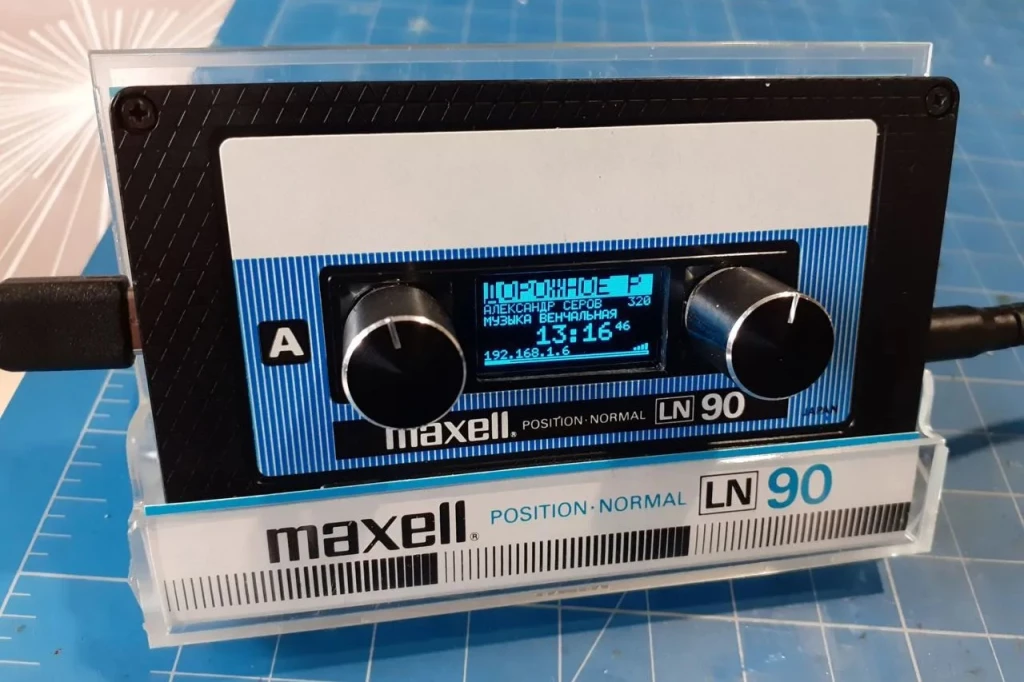 ДОРОЖНОЕ Р
АЛЕКСАНДР СЕРОВ 320
МУЗЫКА ВЕНЧАЛЬНАЯ
13:16 46
192.168.1.6
A
maxell® POSITION·NORMAL LN 90
JAPAN
maxell® POSITION·NORMAL LN 90